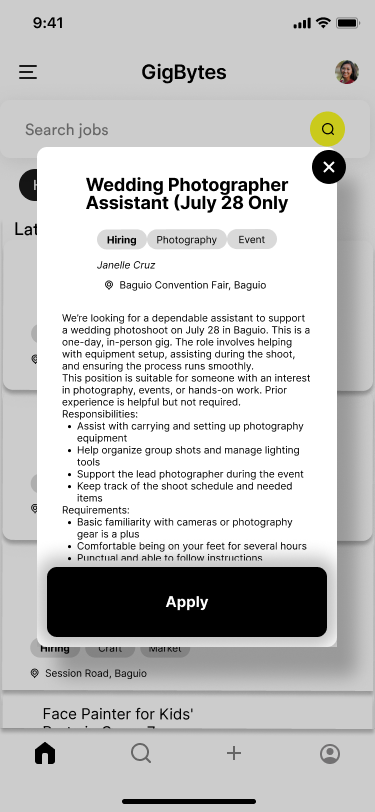 9:41
GigBytes
Search jobs
H
Lat
Wedding Photographer
Assistant (July 28 Only
Hiring Photography Event
Janelle Cruz
Baguio Convention Fair, Baguio
We're looking for a dependable assistant to support
a wedding photoshoot on July 28 in Baguio. This is a
one-day, in-person gig. The role involves helping
with equipment setup, assisting during the shoot,
and ensuring the process runs smoothly.
This position is suitable for someone with an interest
in photography, events, or hands-on work. Prior
experience is helpful but not required.
Responsibilities:
• Assist with carrying and setting up photography
equipment
• Help organize group shots and manage lighting
tools
• Support the lead photographer during the event
• Keep track of the shoot schedule and needed
items
Requirements:
• Basic familiarity with cameras or photography
gear is a plus
• Comfortable being on your feet for several hours
• Punctual and able to follow instructions
Apply
Hiring Craft Market
Session Road, Baguio
Face Painter for Kids'